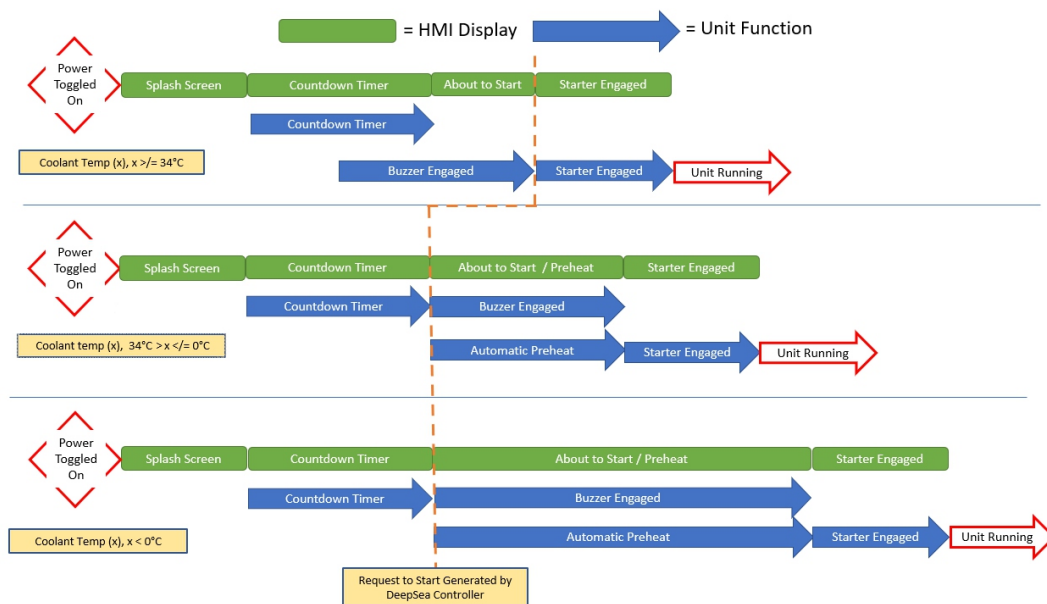 = HMI Display
= Unit Function
Power
Toggled
On
Splash Screen
Countdown Timer
About to Start
Starter Engaged
Countdown Timer
Coolant Temp (x), x >/= 34°C
Buzzer Engaged
Starter Engaged
Unit Running
Power
Toggled
On
Splash Screen
Countdown Timer
About to Start / Preheat
Starter Engaged
Countdown Timer
Buzzer Engaged
Coolant temp (x), 34°C > x </= 0°C
Automatic Preheat
Starter Engaged
Unit Running
Power
Toggled
On
Splash Screen
Countdown Timer
About to Start / Preheat
Starter Engaged
Countdown Timer
Buzzer Engaged
Coolant Temp (x), x < 0°C
Automatic Preheat
Starter Engaged
Unit Running
Request to Start Generated by
DeepSea Controller